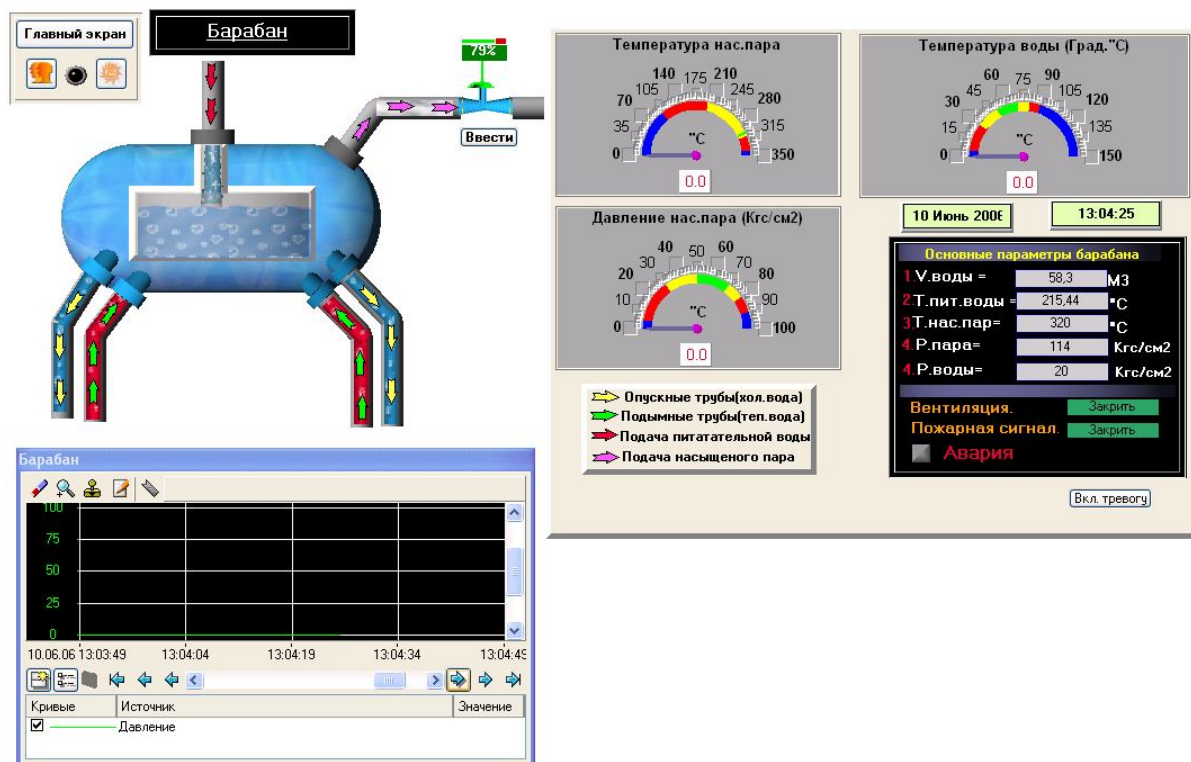 Главный экран
Барабан
79%
Ввести
Температура нас.пара
0 35 70 105 140 175 210 245 280 315 350
"C
0.0
Температура воды (Град."C)
0 15 30 45 60 75 90 105 120 135 150
"C
0.0
Давление нас.пара (Кгс/см2)
0 10 20 30 40 50 60 70 80 90 100
"C
0.0
10 Июнь 2006
13:04:25
Основные параметры барабана
1.V.воды = 58,3 М3
2.Т.пит.воды = 215,44 "С
3.Т.нас.пар= 320 "С
4.Р.пара= 114 Кгс/см2
4.Р.воды= 20 Кгс/см2
Вентиляция. Закрить
Пожарная сигнал. Закрить
Авария
Вкл. тревогу
Опускные трубы(хол.вода)
Подымные трубы(теп.вода)
Подача питатательной воды
Подача насыщеного пара
Барабан
100
75
50
25
0
10.06.06 13:03:49 13:04:04 13:04:19 13:04:34 13:04:49
Кривые Источник Значение
Давление